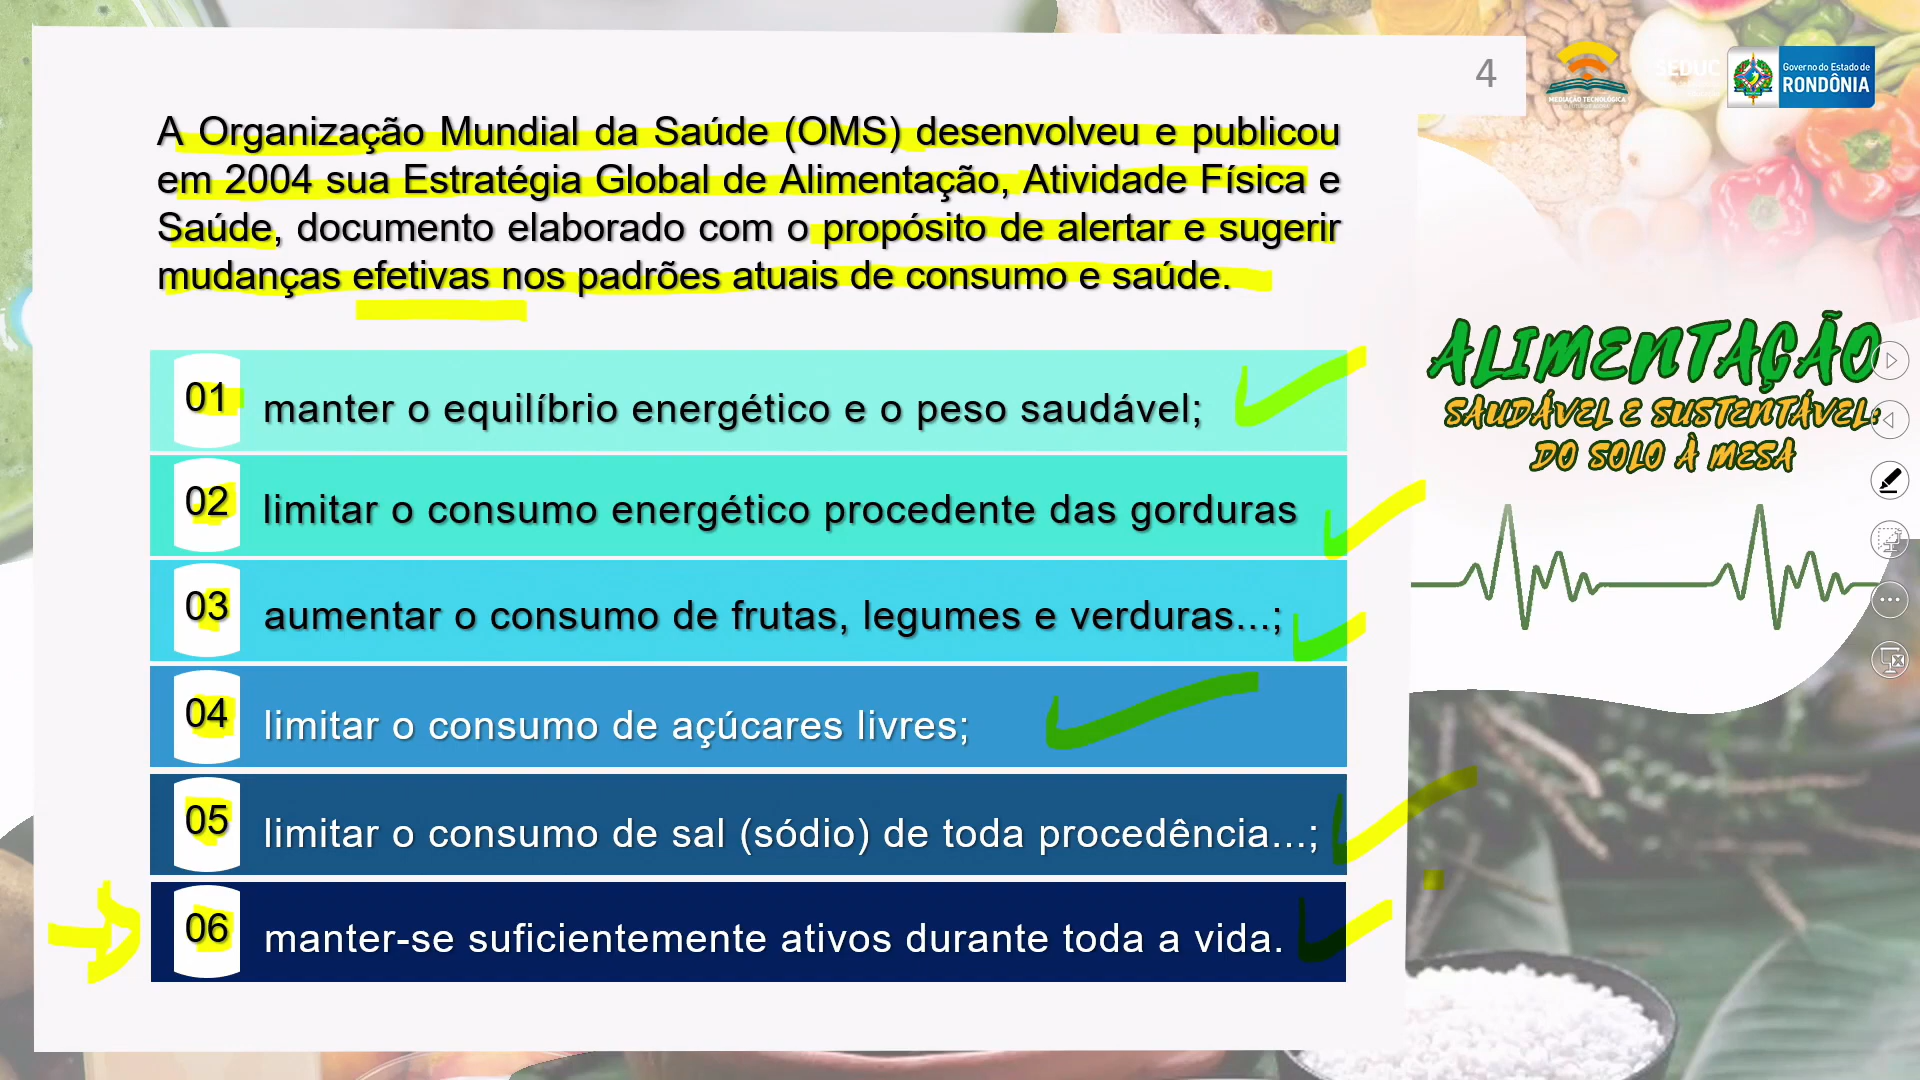 4
MEDIAÇÃO TECNOLÓGICA
SEDUC
Governo do Estado de
RONDÔNIA
A Organização Mundial da Saúde (OMS) desenvolveu e publicou
em 2004 sua Estratégia Global de Alimentação, Atividade Física e
Saúde, documento elaborado com o propósito de alertar e sugerir
mudanças efetivas nos padrões atuais de consumo e saúde.
01 manter o equilíbrio energético e o peso saudável;
02 limitar o consumo energético procedente das gorduras
03 aumentar o consumo de frutas, legumes e verduras...;
04 limitar o consumo de açúcares livres;
05 limitar o consumo de sal (sódio) de toda procedência...;
06 manter-se suficientemente ativos durante toda a vida.
ALIMENTAÇÃO
SAUDÁVEL E SUSTENTÁVEL:
DO SOLO À MESA